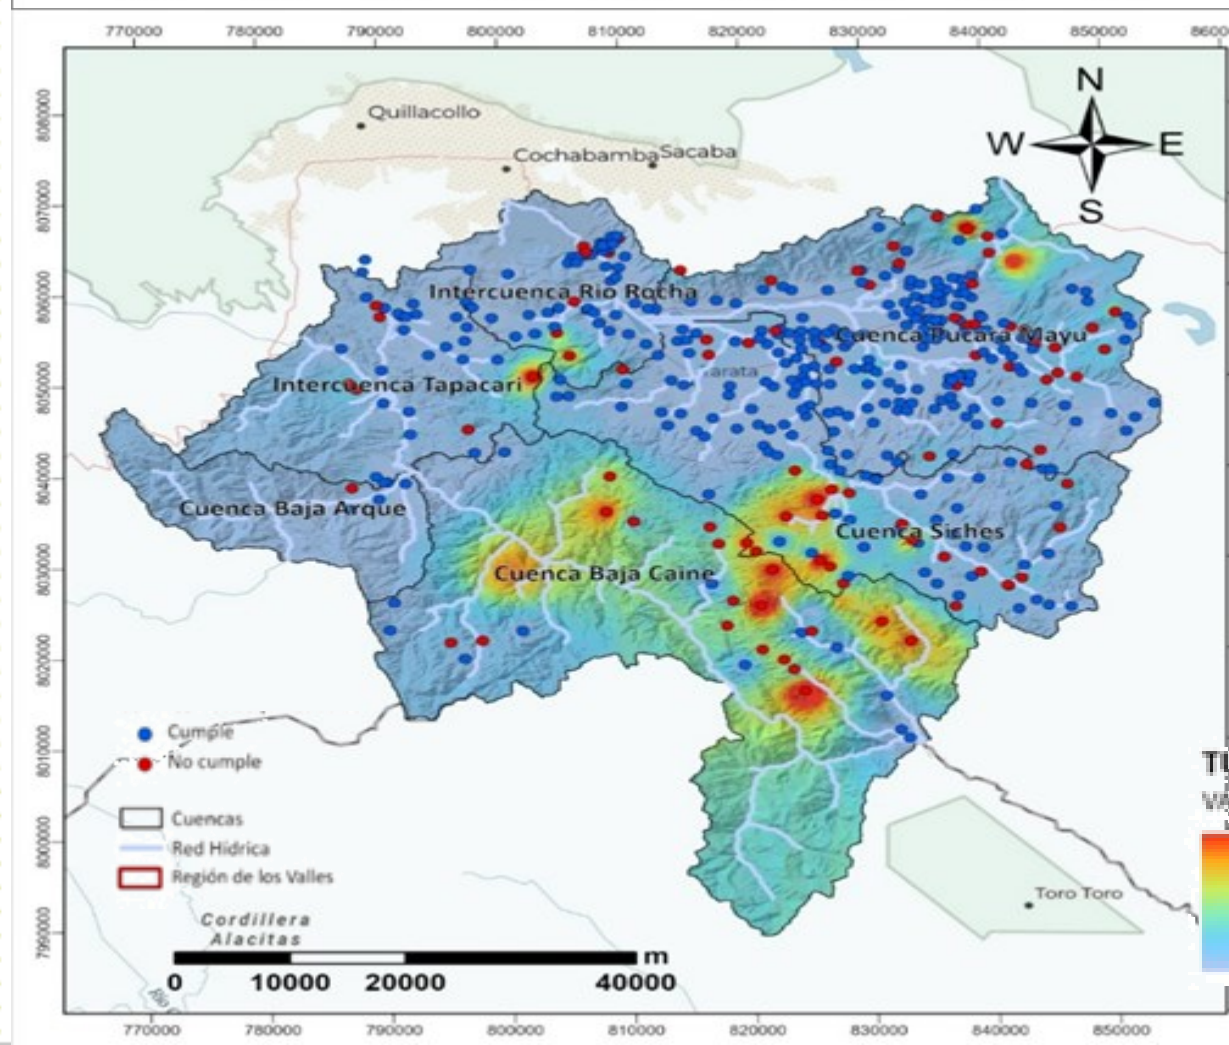 770000 780000 790000 800000 810000 820000 830000 840000 850000
8080000
8070000
8060000
8050000
8040000
8030000
8020000
8010000
8000000
7990000
Quillacollo
Cochabamba
Sacaba
N
W E
S
Intercuenca Río Rocha
Cuenca Pucara Mayu
Intercuenca Tapacari
Cuenca Baja Arque
Cuenca Siches
Cuenca Baja Caine
Cumple
No cumple
Cuencas
Red Hídrica
Región de los Valles
Cordillera
Alacitas
Toro Toro
m
0 10000 20000 40000
770000 780000 790000 800000 810000 820000 830000 840000 850000